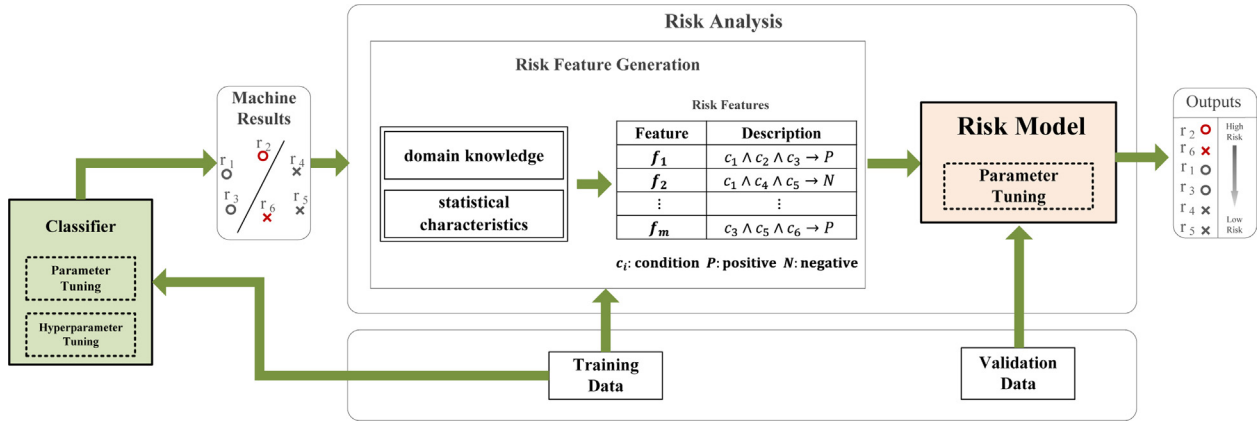 Risk Analysis
Risk Feature Generation
Machine
Results
r1
r2
r3
r4
r5
r6
Classifier
Parameter
Tuning
Hyperparameter
Tuning
domain knowledge
statistical
characteristics
Risk Features
Feature Description
f1 c1 ∧ c2 ∧ c3 → P
f2 c1 ∧ c4 ∧ c5 → N
⋮ ⋮
fm c3 ∧ c5 ∧ c6 → P
ci: condition P: positive N: negative
Risk Model
Parameter
Tuning
Outputs
r2
r6
r1
r3
r4
r5
High
Risk
Low
Risk
Training
Data
Validation
Data